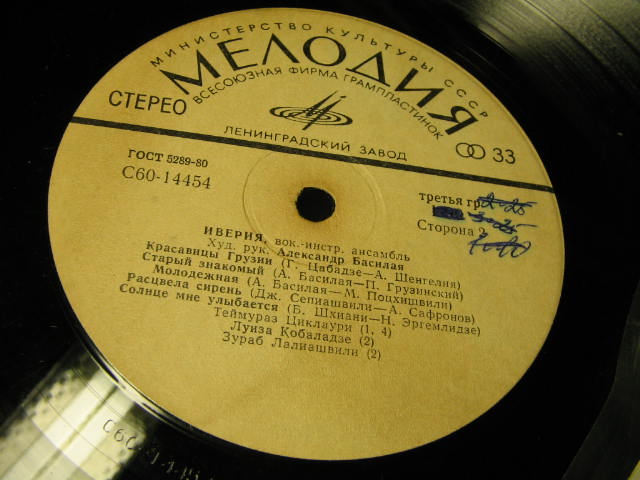 МИНИСТЕРСТВО КУЛЬТУРЫ СССР
МЕЛОДИЯ
ВСЕСОЮЗНАЯ ФИРМА ГРАМПЛАСТИНОК
СТЕРЕО
ЛЕНИНГРАДСКИЙ ЗАВОД
33
ГОСТ 5289-80
С60-14454
третья гр.
Сторона 2
ИВЕРИЯ, вок.-инстр. ансамбль
Худ. рук. Александр Басилая
Красавицы Грузии (Г. Цабадзе—А. Шенгелия)
Старый знакомый (А. Басилая—П. Грузинский)
Молодежная (А. Басилая—М. Поцхишвили)
Расцвела сирень (Дж. Сепиашвили—А. Сафронов)
Солнце мне улыбается (Б. Шхиани—Н. Эргемлидзе)
Теймураз Циклаури (1, 4)
Луиза Кобаладзе (2)
Зураб Лалиашвили (2)